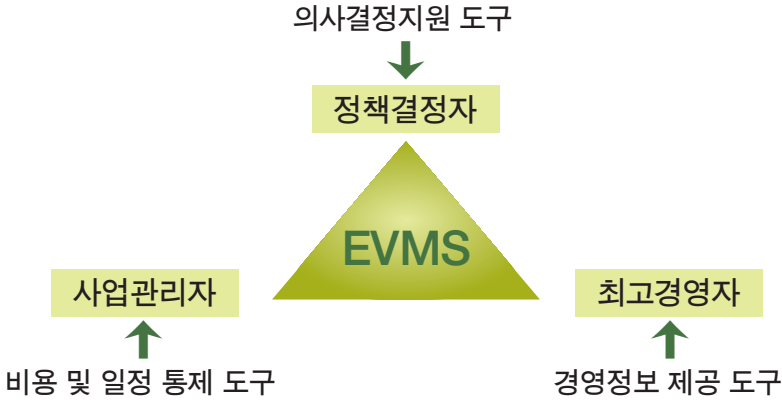 의사결정지원 도구
정책결정자
EVMS
사업관리자
최고경영자
비용 및 일정 통제 도구
경영정보 제공 도구